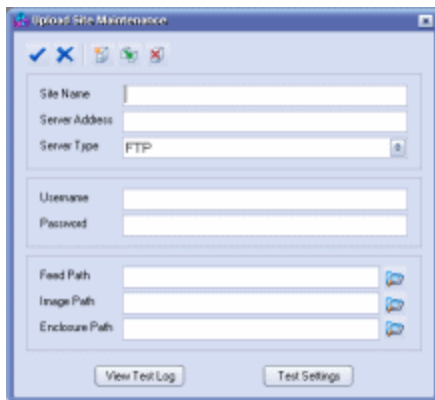 Upload Site Maintenance
Site Name
Server Address
Server Type FTP
Username
Password
Feed Path
Image Path
Enclosure Path
View Test Log Test Settings